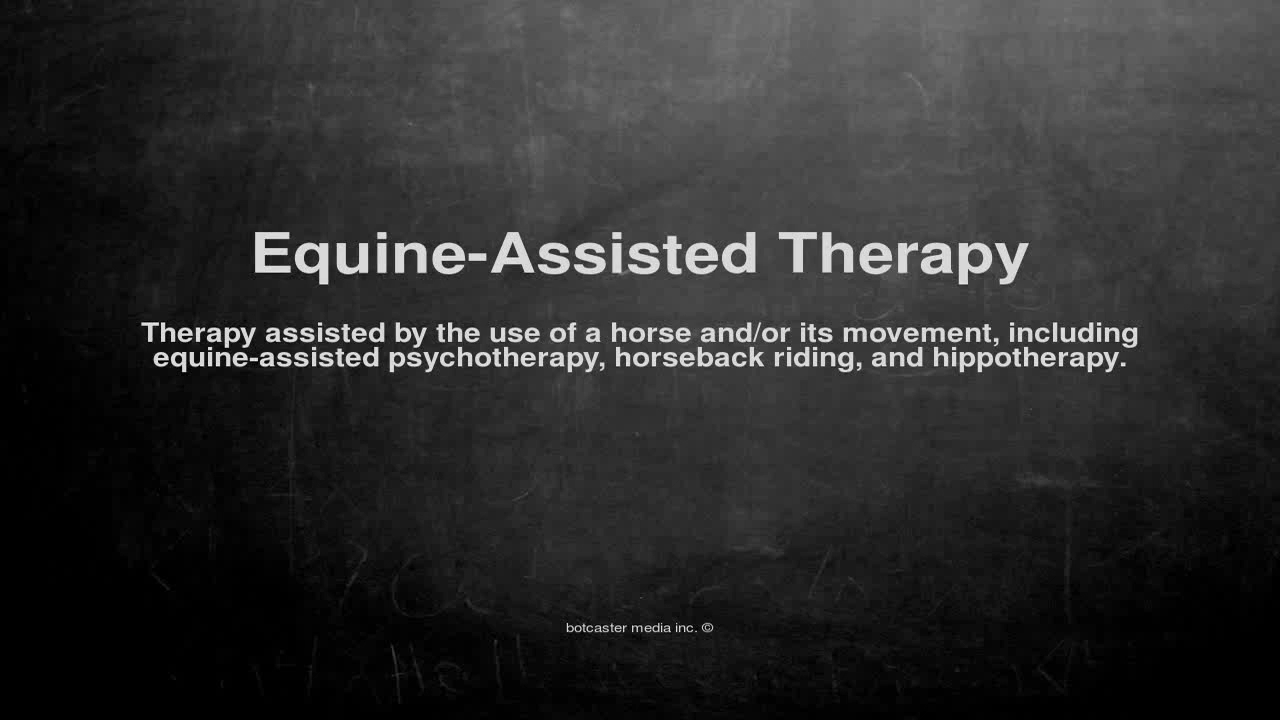 Equine-Assisted Therapy
Therapy assisted by the use of a horse and/or its movement, including
equine-assisted psychotherapy, horseback riding, and hippotherapy.
botcaster media inc. ©